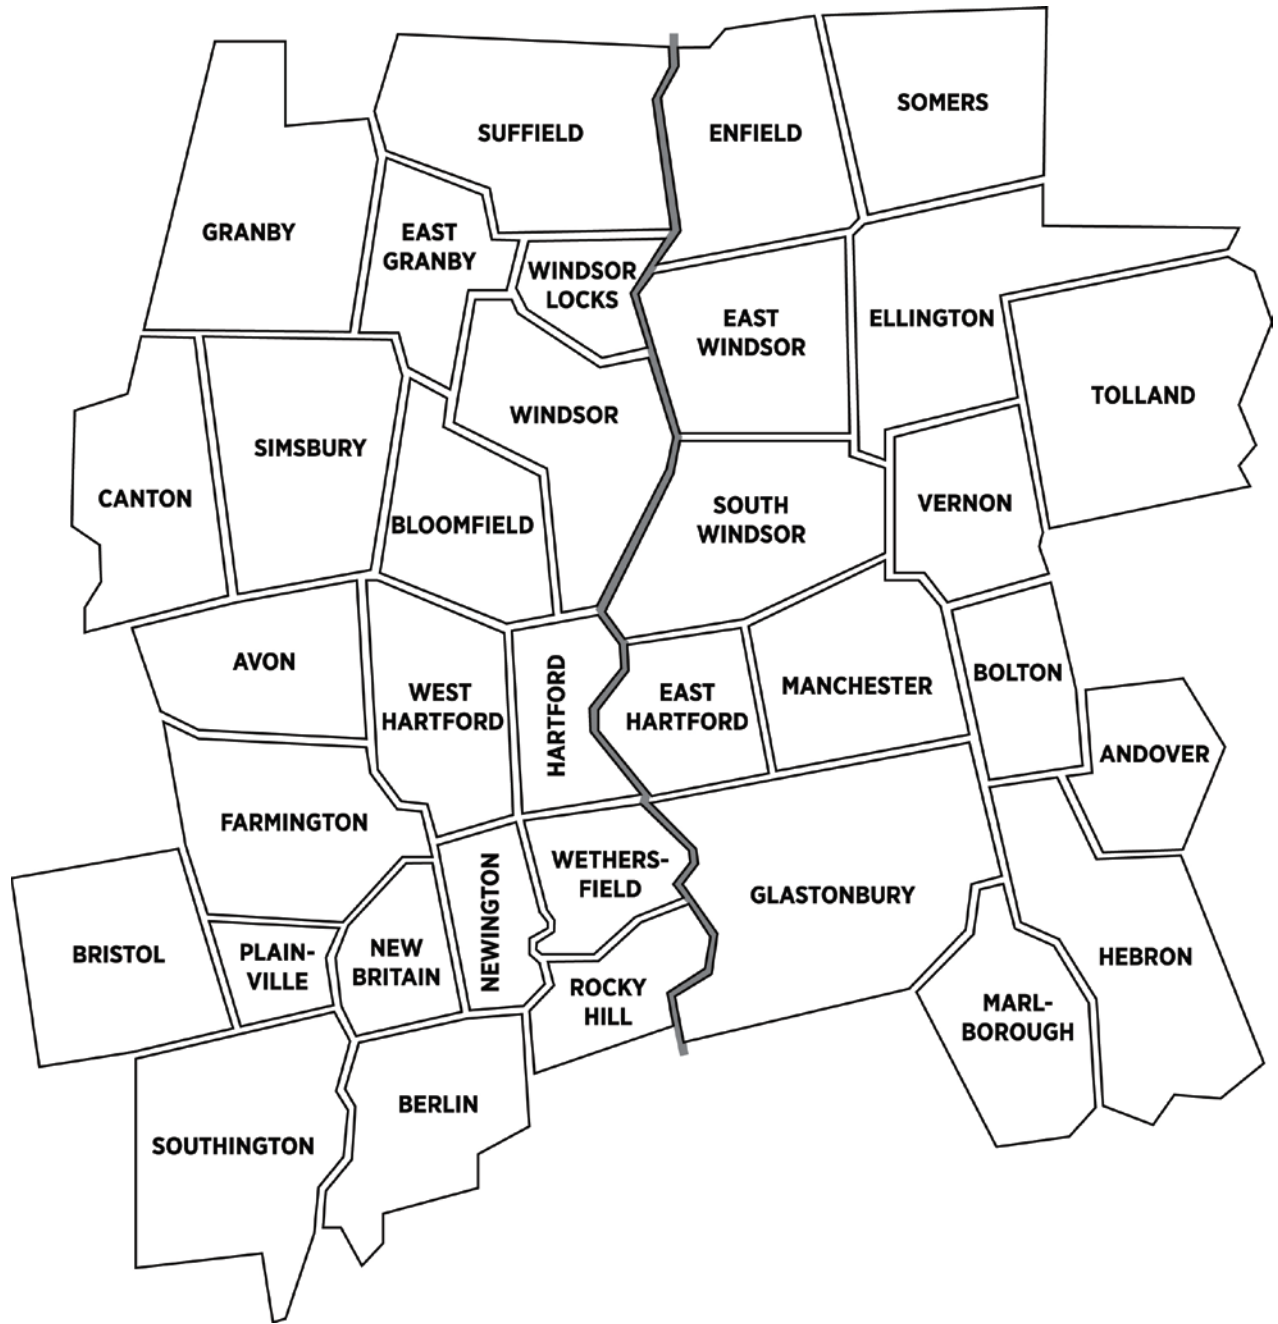 SOMERS
SUFFIELD
ENFIELD
GRANBY
EAST
GRANBY
WINDSOR
LOCKS
EAST
WINDSOR
ELLINGTON
TOLLAND
WINDSOR
SIMSBURY
CANTON
BLOOMFIELD
SOUTH
WINDSOR
VERNON
AVON
WEST
HARTFORD
HARTFORD
EAST
HARTFORD
MANCHESTER
BOLTON
ANDOVER
FARMINGTON
WETHERS-
FIELD
GLASTONBURY
BRISTOL
PLAIN-
VILLE
NEW
BRITAIN
NEWINGTON
ROCKY
HILL
HEBRON
MARL-
BOROUGH
BERLIN
SOUTHINGTON